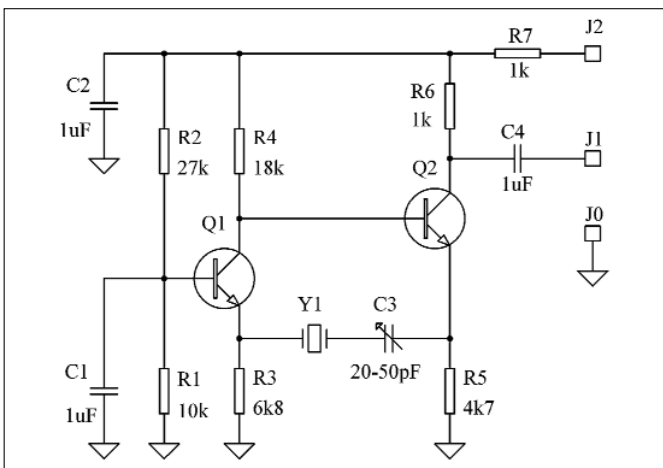 R7
J2
1k
C2
1uF
R2
27k
R4
18k
R6
1k
C4
1uF
J1
Q2
J0
Q1
Y1
C3
20-50pF
C1
1uF
R1
10k
R3
6k8
R5
4k7